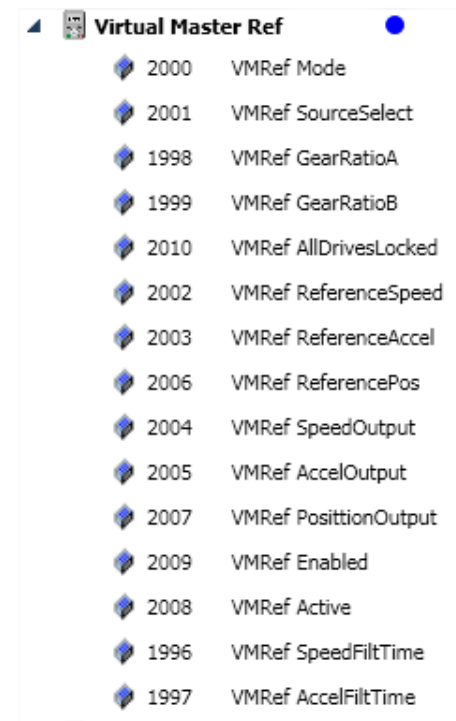 Virtual Master Ref
2000 VMRef Mode
2001 VMRef SourceSelect
1998 VMRef GearRatioA
1999 VMRef GearRatioB
2010 VMRef AllDrivesLocked
2002 VMRef ReferenceSpeed
2003 VMRef ReferenceAccel
2006 VMRef ReferencePos
2004 VMRef SpeedOutput
2005 VMRef AccelOutput
2007 VMRef PosittionOutput
2009 VMRef Enabled
2008 VMRef Active
1996 VMRef SpeedFiltTime
1997 VMRef AccelFiltTime